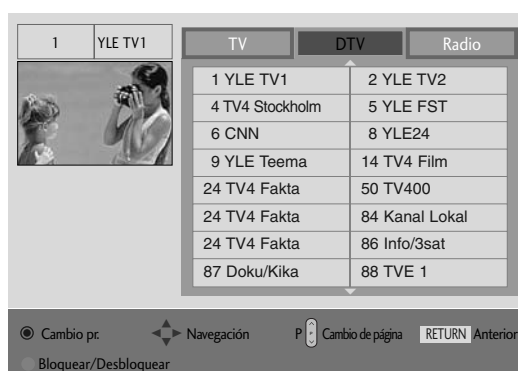 1 YLE TV1
TV DTV Radio
1 YLE TV1 2 YLE TV2
4 TV4 Stockholm 5 YLE FST
6 CNN 8 YLE24
9 YLE Teema 14 TV4 Film
24 TV4 Fakta 50 TV400
24 TV4 Fakta 84 Kanal Lokal
24 TV4 Fakta 86 Info/3sat
87 Doku/Kika 88 TVE 1
Cambio pr. Navegación P Cambio de página RETURN Anterior
Bloquear/Desbloquear